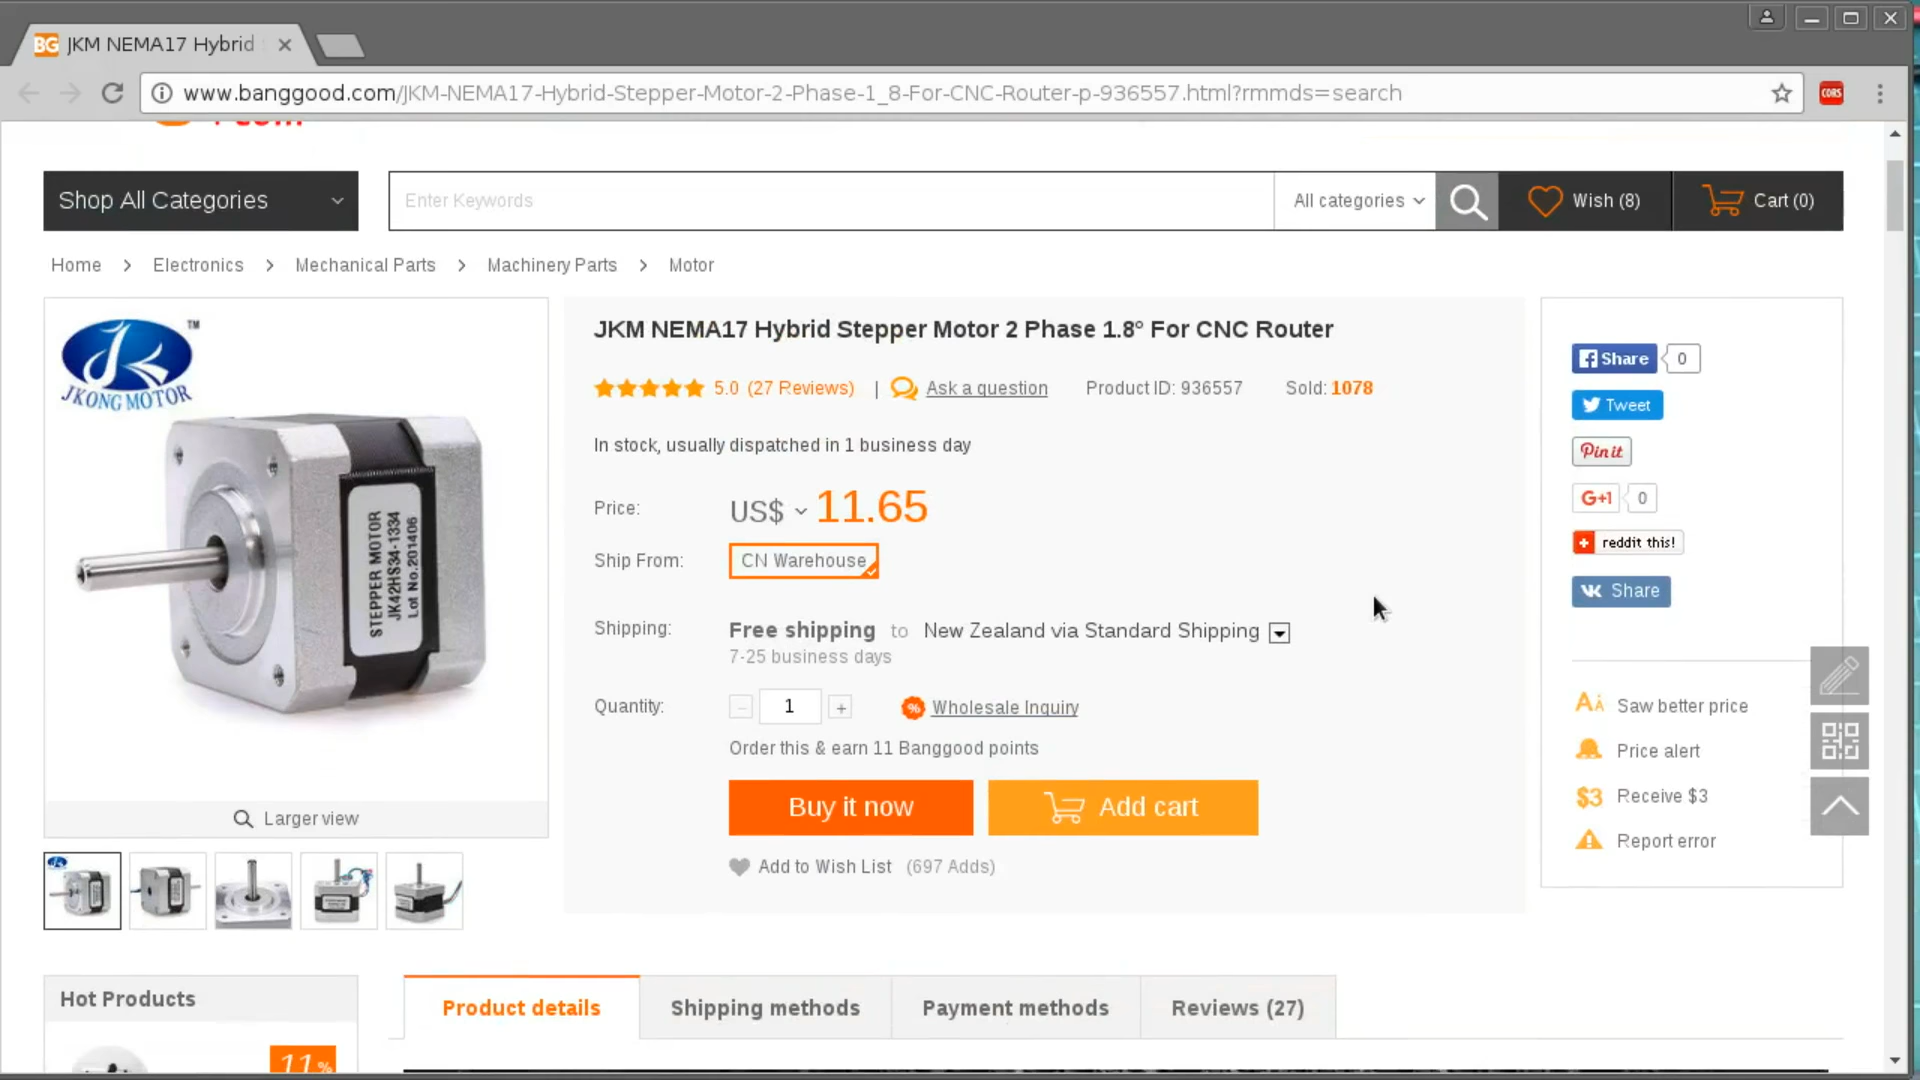 BG JKM NEMA17 Hybrid
www.banggood.com/JKM-NEMA17-Hybrid-Stepper-Motor-2-Phase-1_8-For-CNC-Router-p-936557.html?rmmds=search
CORS
Shop All Categories
Enter Keywords
All categories
Wish (8)
Cart (0)
Home > Electronics > Mechanical Parts > Machinery Parts > Motor
TM
JKONG MOTOR
STEPPER MOTOR
JK42HS34-1334
Lot No.201406
Larger view
JKM NEMA17 Hybrid Stepper Motor 2 Phase 1.8° For CNC Router
5.0 (27 Reviews) | Ask a question Product ID: 936557 Sold: 1078
In stock, usually dispatched in 1 business day
Price: US$ 11.65
Ship From: CN Warehouse
Shipping: Free shipping to New Zealand via Standard Shipping
7-25 business days
Quantity: - 1 + % Wholesale Inquiry
Order this & earn 11 Banggood points
Buy it now
Add cart
Add to Wish List (697 Adds)
Share 0
Tweet
Pin it
G+1 0
reddit this!
Share
Saw better price
Price alert
$3 Receive $3
Report error
Hot Products
11%
Product details
Shipping methods
Payment methods
Reviews (27)